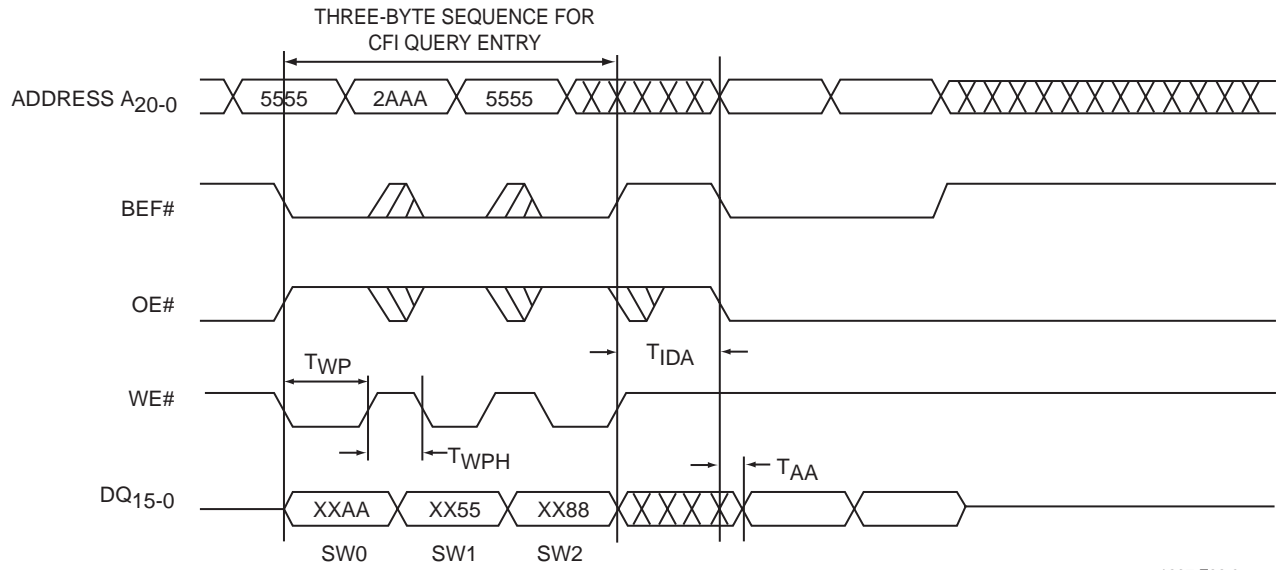 THREE-BYTE SEQUENCE FOR
CFI QUERY ENTRY
ADDRESS A20-0
5555 2AAA 5555
BEF#
OE#
TIDA
TWP
WE#
TWPH
TAA
DQ15-0
XXAA XX55 XX88
SW0 SW1 SW2